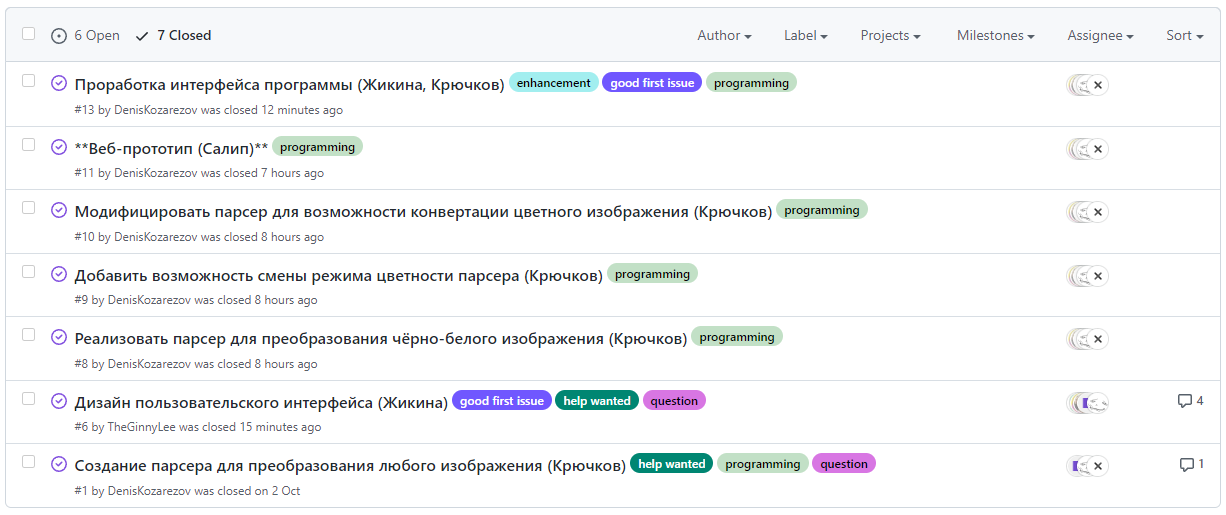 6 Open 7 Closed Author Label Projects Milestones Assignee Sort
Проработка интерфейса программы (Жикина, Крючков) enhancement good first issue programming
#13 by DenisKozarezov was closed 12 minutes ago
**Веб-прототип (Салип)** programming
#11 by DenisKozarezov was closed 7 hours ago
Модифицировать парсер для возможности конвертации цветного изображения (Крючков) programming
#10 by DenisKozarezov was closed 8 hours ago
Добавить возможность смены режима цветности парсера (Крючков) programming
#9 by DenisKozarezov was closed 8 hours ago
Реализовать парсер для преобразования чёрно-белого изображения (Крючков) programming
#8 by DenisKozarezov was closed 8 hours ago
Дизайн пользовательского интерфейса (Жикина) good first issue help wanted question 4
#6 by TheGinnyLee was closed 15 minutes ago
Создание парсера для преобразования любого изображения (Крючков) help wanted programming question 1
#1 by DenisKozarezov was closed on 2 Oct